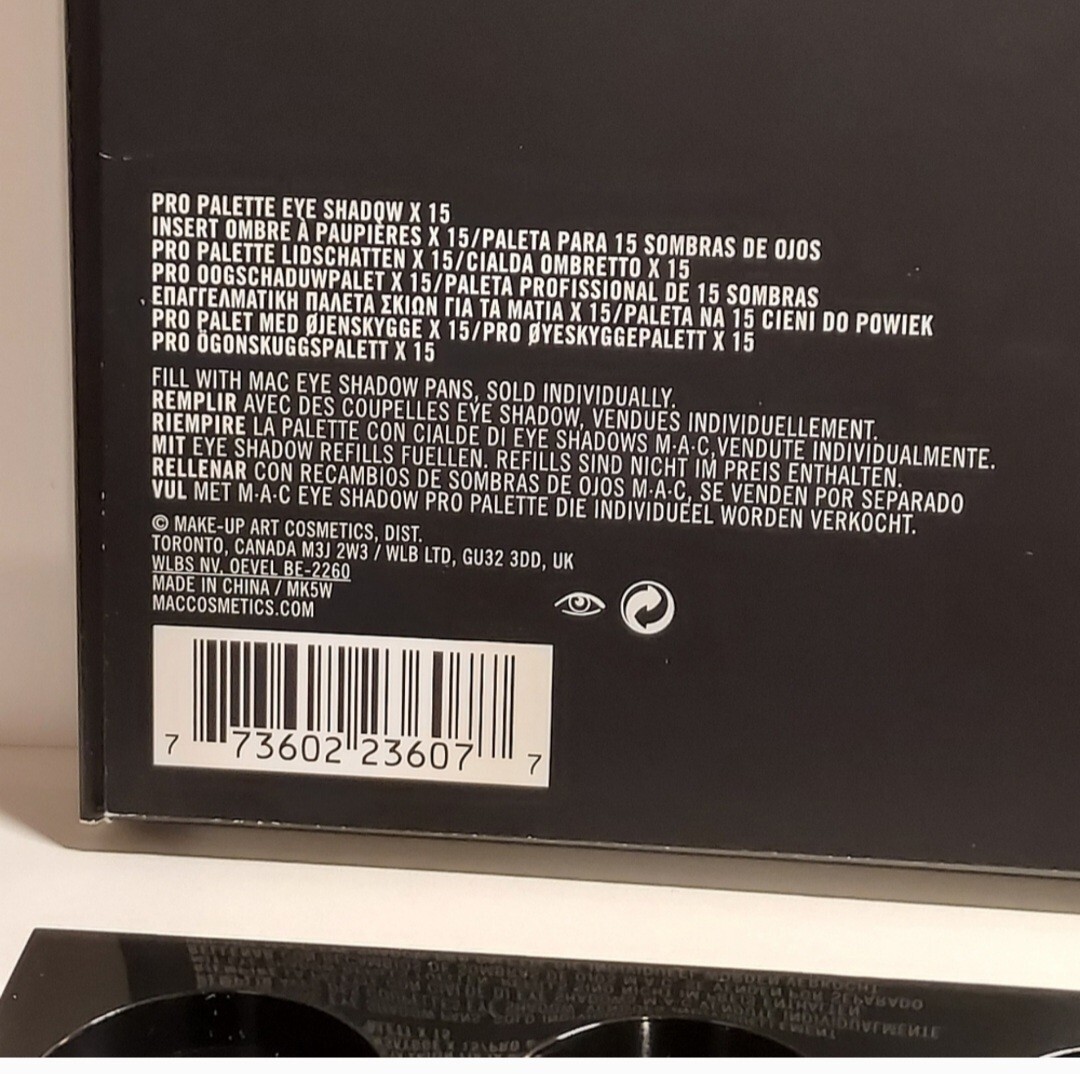 PRO PALETTE EYE SHADOW X 15
INSERT OMBRE À PAUPIÈRES X 15/PALETA PARA 15 SOMBRAS DE OJOS
PRO PALETTE LIDSCHATTEN X 15/CIALDA OMBRETTO X 15
PRO OOGSCHADUWPALET X 15/PALETA PROFISSIONAL DE 15 SOMBRAS
ΕΠΑΓΓΕΛΜΑΤΙΚΗ ΠΑΛΕΤΑ ΣΚΙΩΝ ΓΙΑ ΤΑ ΜΑΤΙΑ X 15/PALETA NA 15 CIENI DO POWIEK
PRO PALET MED ØJENSKYGGE X 15/PRO ØYESKYGGEPALETT X 15
PRO ÖGONSKUGGSPALETT X 15
FILL WITH MAC EYE SHADOW PANS, SOLD INDIVIDUALLY.
REMPLIR AVEC DES COUPELLES EYE SHADOW, VENDUES INDIVIDUELLEMENT.
RIEMPIRE LA PALETTE CON CIALDE DI EYE SHADOWS M·A·C,VENDUTE INDIVIDUALMENTE.
MIT EYE SHADOW REFILLS FUELLEN. REFILLS SIND NICHT IM PREIS ENTHALTEN.
RELLENAR CON RECAMBIOS DE SOMBRAS DE OJOS M·A·C, SE VENDEN POR SEPARADO
VUL MET M·A·C EYE SHADOW PRO PALETTE DIE INDIVIDUEEL WORDEN VERKOCHT.
© MAKE-UP ART COSMETICS, DIST.
TORONTO, CANADA M3J 2W3 / WLB LTD, GU32 3DD, UK
WLBS NV, OEVEL BE-2260
MADE IN CHINA / MK5W
MACCOSMETICS.COM
7 73602 23607 7